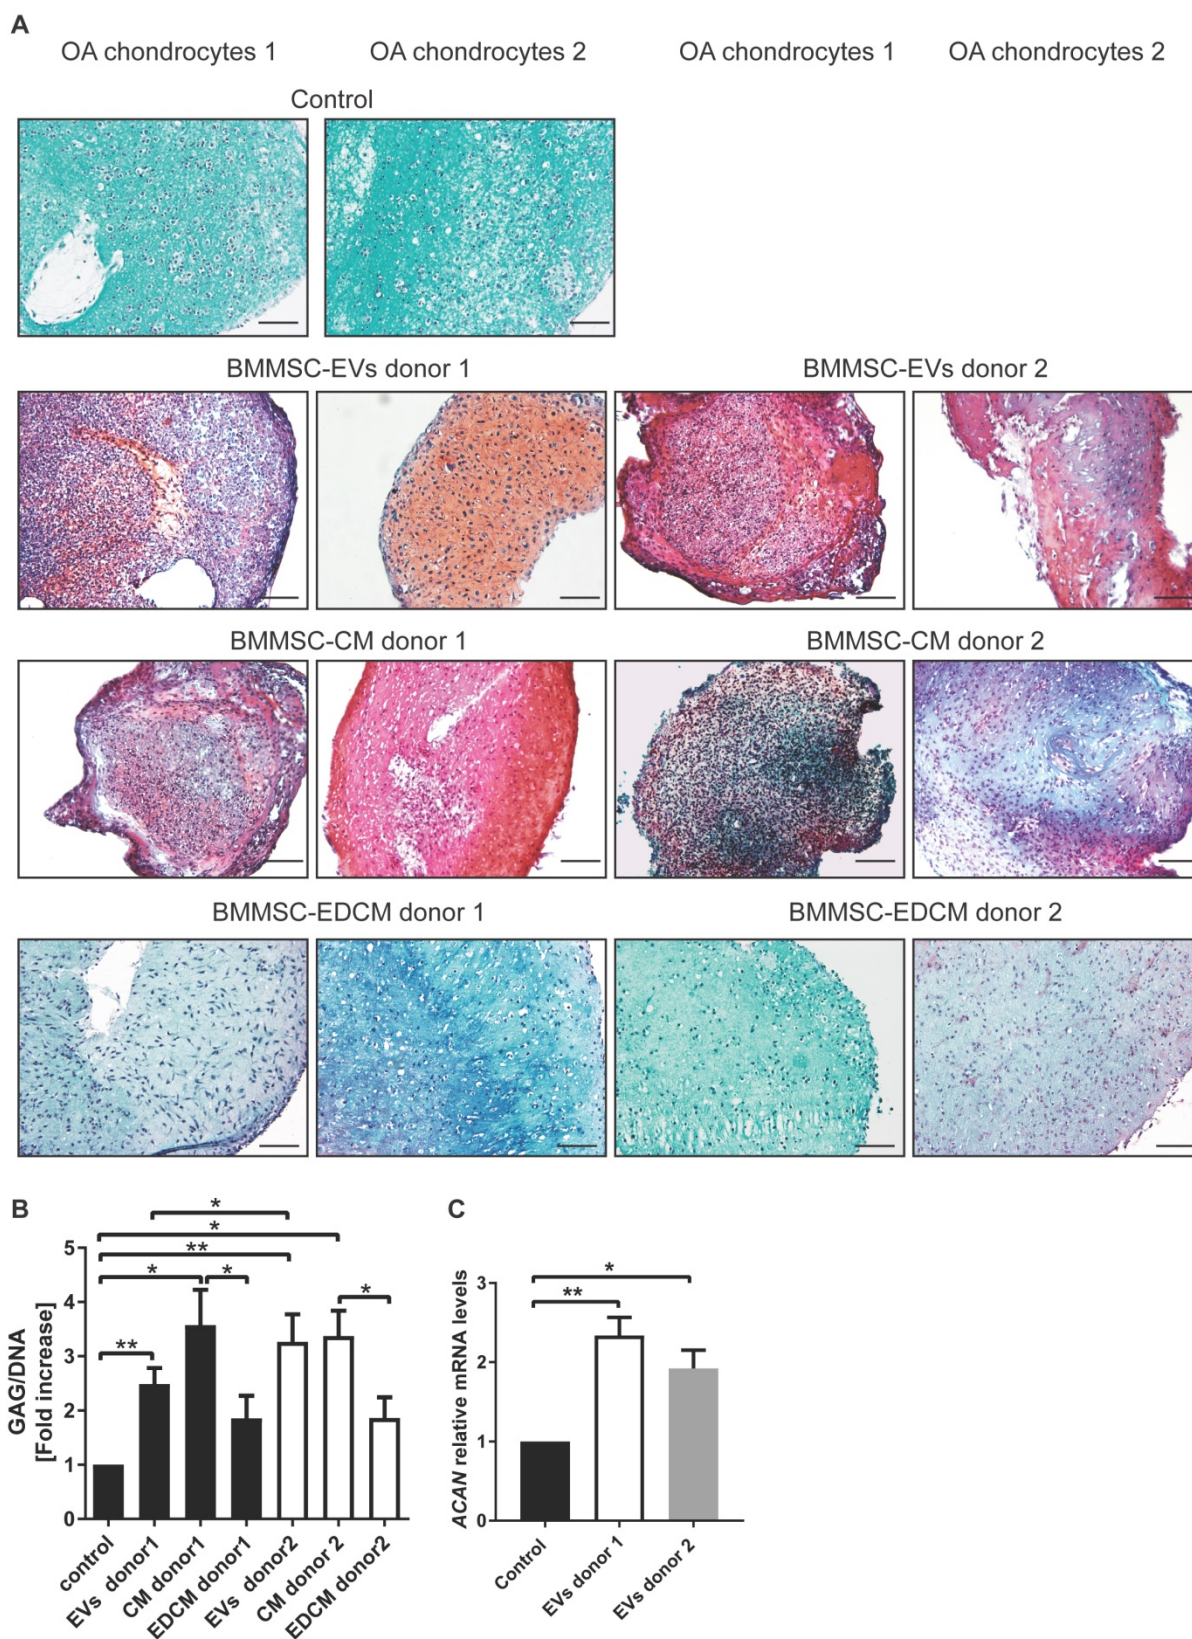 A
OA chondrocytes 1 OA chondrocytes 2 OA chondrocytes 1 OA chondrocytes 2
Control
BMMSC-EVs donor 1 BMMSC-EVs donor 2
BMMSC-CM donor 1 BMMSC-CM donor 2
BMMSC-EDCM donor 1 BMMSC-EDCM donor 2
B
GAG/DNA
[Fold increase]
5
4
3
2
1
0
*
*
**
* *
*
**
control
EVs donor1
CM donor1
EDCM donor1
EVs donor2
CM donor 2
EDCM donor2
C
ACAN relative mRNA levels
3
2
1
0
*
**
Control
EVs donor 1
EVs donor 2